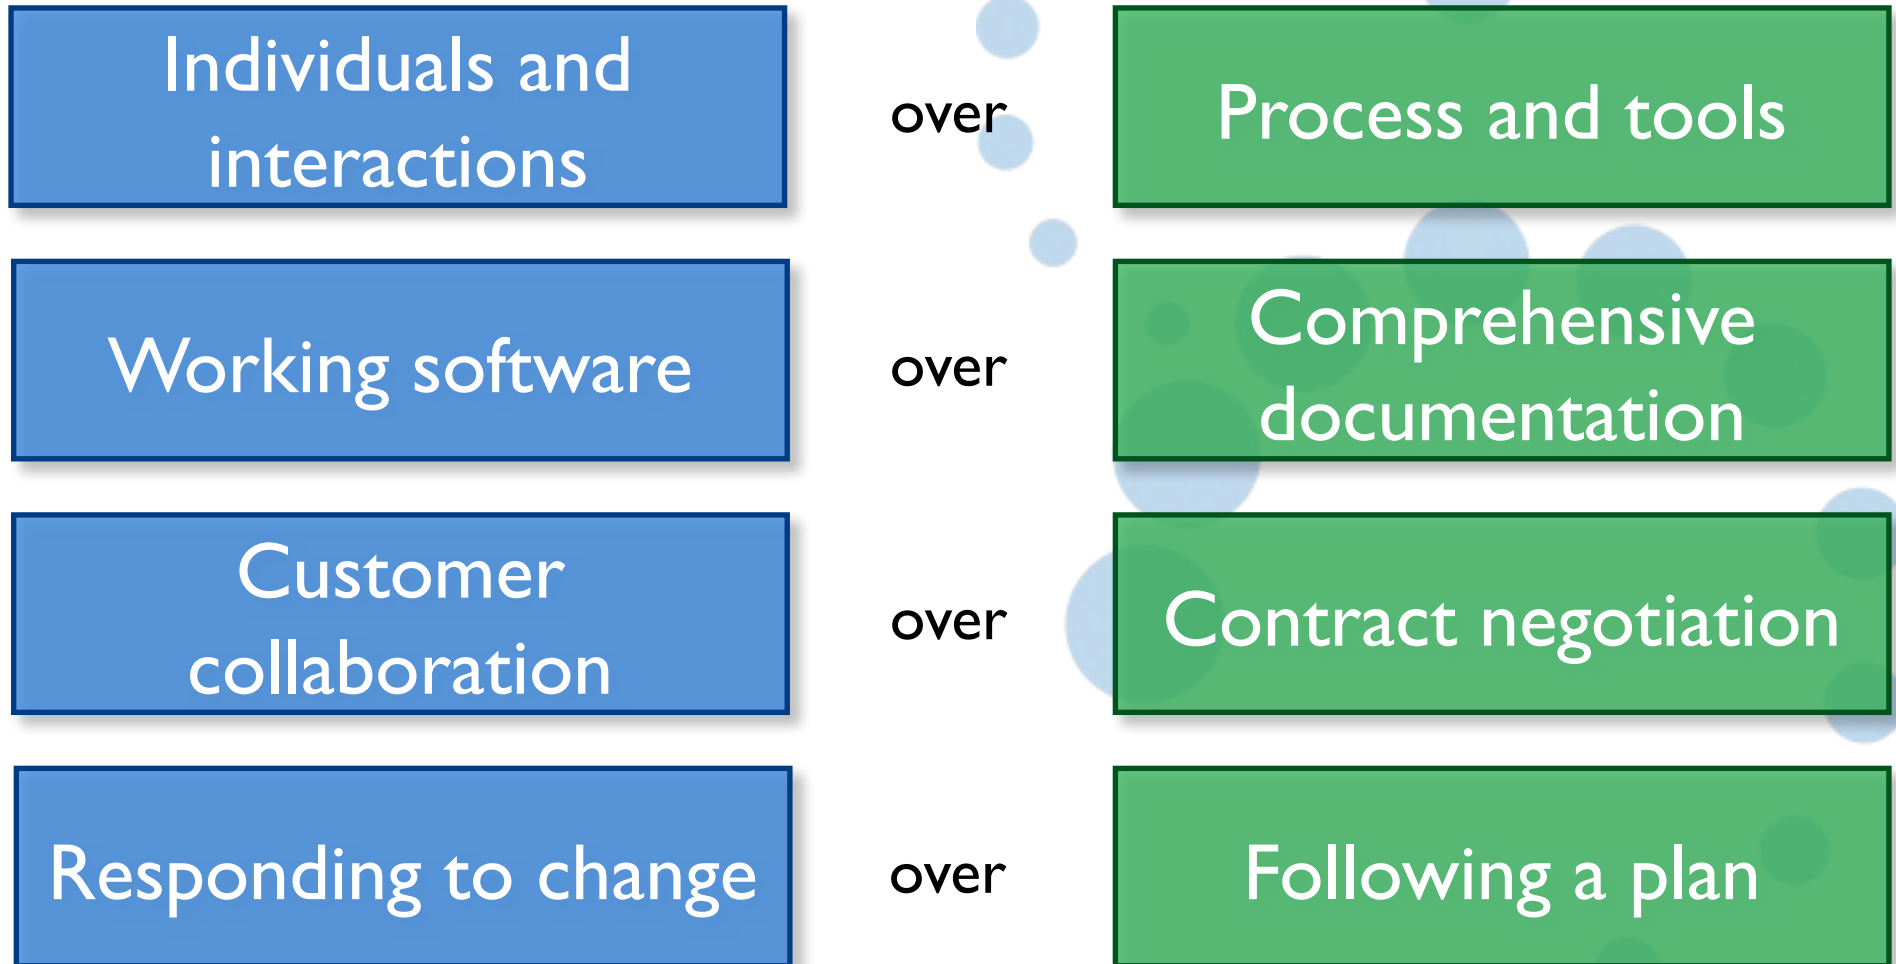 Individuals and
interactions
over
Process and tools
Working software
over
Comprehensive
documentation
Customer
collaboration
over
Contract negotiation
Responding to change
over
Following a plan